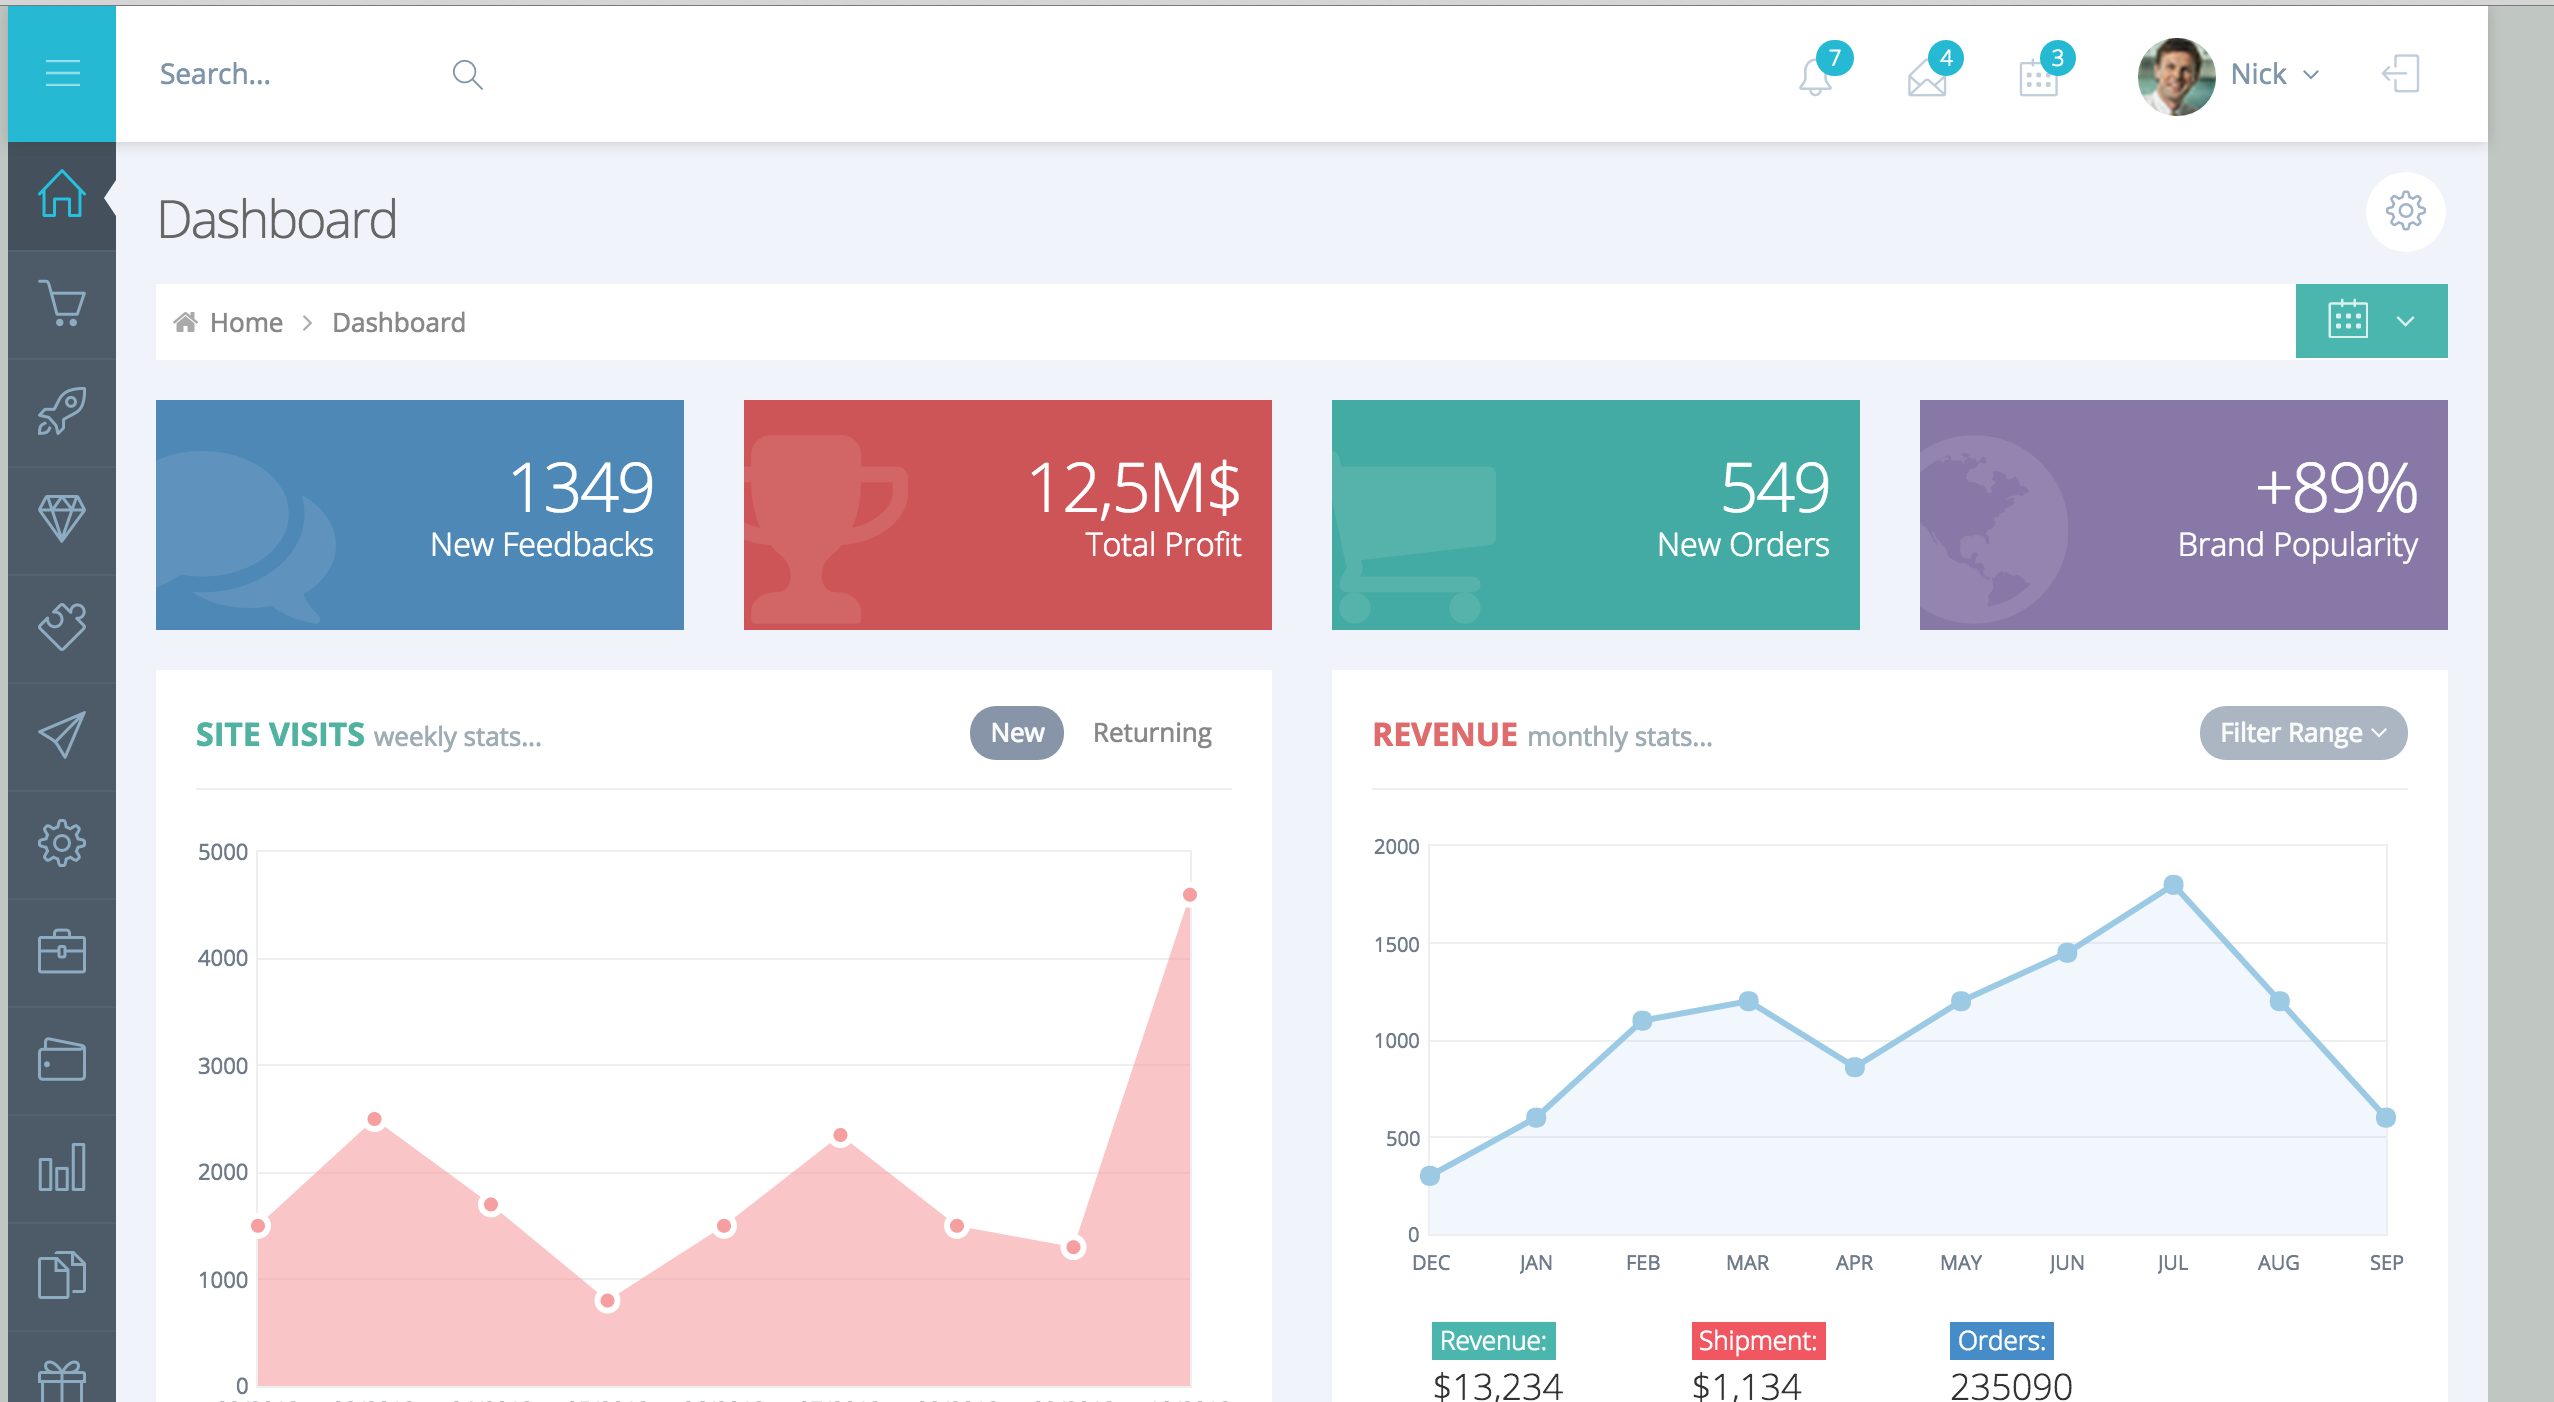 Search...
7
4
3
Nick
Dashboard
Home
Dashboard
1349
New Feedbacks
12,5M$
Total Profit
549
New Orders
+89%
Brand Popularity
SITE VISITS weekly stats...
New
Returning
5000
4000
3000
2000
1000
0
REVENUE monthly stats...
Filter Range
2000
1500
1000
500
0
DEC JAN FEB MAR APR MAY JUN JUL AUG SEP
Revenue:
$13,234
Shipment:
$1,134
Orders:
235090